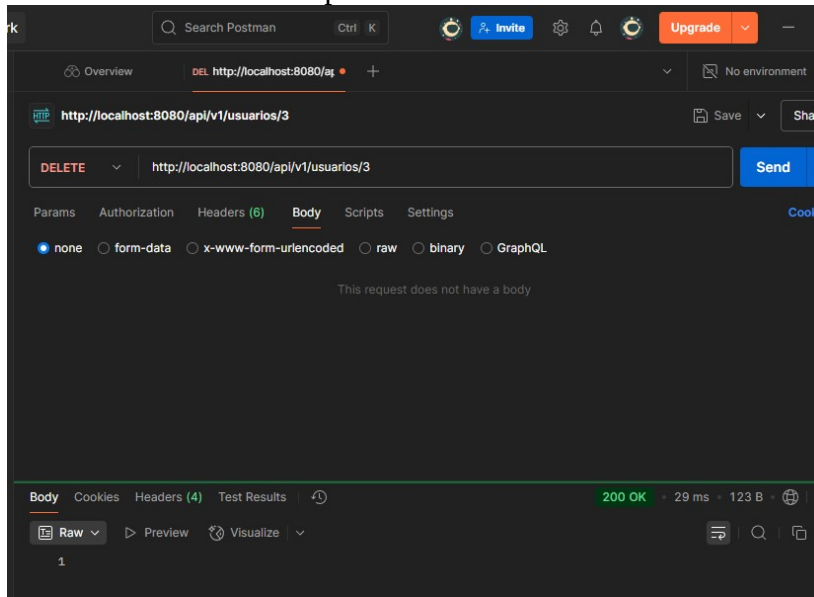 rk Search Postman Ctrl K Invite Upgrade
Overview DEL http://localhost:8080/ap No environment
HTTP http://localhost:8080/api/v1/usuarios/3 Save Sha
DELETE http://localhost:8080/api/v1/usuarios/3 Send
Params Authorization Headers (6) Body Scripts Settings Cool
none form-data x-www-form-urlencoded raw binary GraphQL
This request does not have a body
Body Cookies Headers (4) Test Results 200 OK 29 ms 123 B
Raw Preview Visualize
1